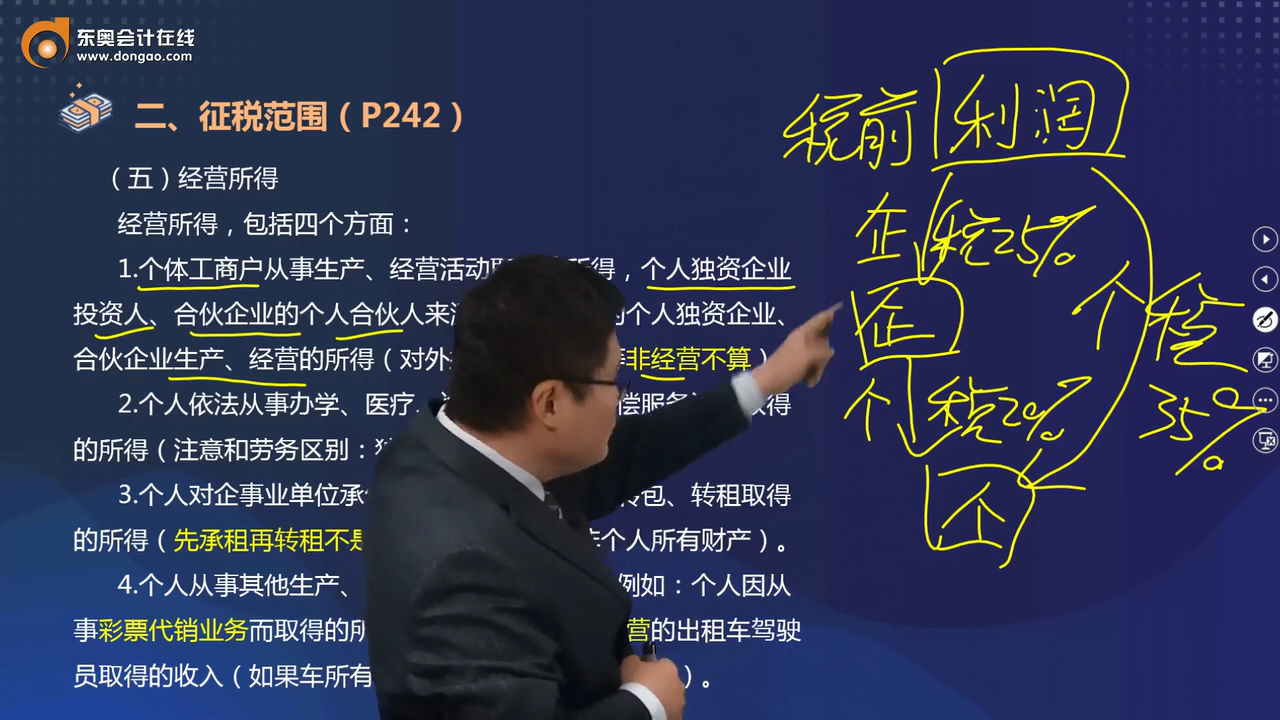 东奥会计在线
www.dongao.com
二、征税范围（P242）
（五）经营所得
经营所得，包括四个方面：
1.个体工商户从事生产、经营活动取 所得，个人独资企业
投资人、合伙企业的个人合伙人来 的个人独资企业、
合伙企业生产、经营的所得（对外 非经营不算）
2.个人依法从事办学、医疗、 偿服务 取得
的所得（注意和劳务区别：
3.个人对企事业单位承 转包、转租取得
的所得（先承租再转租不是 非个人所有财产）。
4.个人从事其他生产、 例如：个人因从
事彩票代销业务而取得的所 营的出租车驾驶
员取得的收入（如果车所有 ）。
税前利润
企税25%
企
个税20%
个
个税
35%